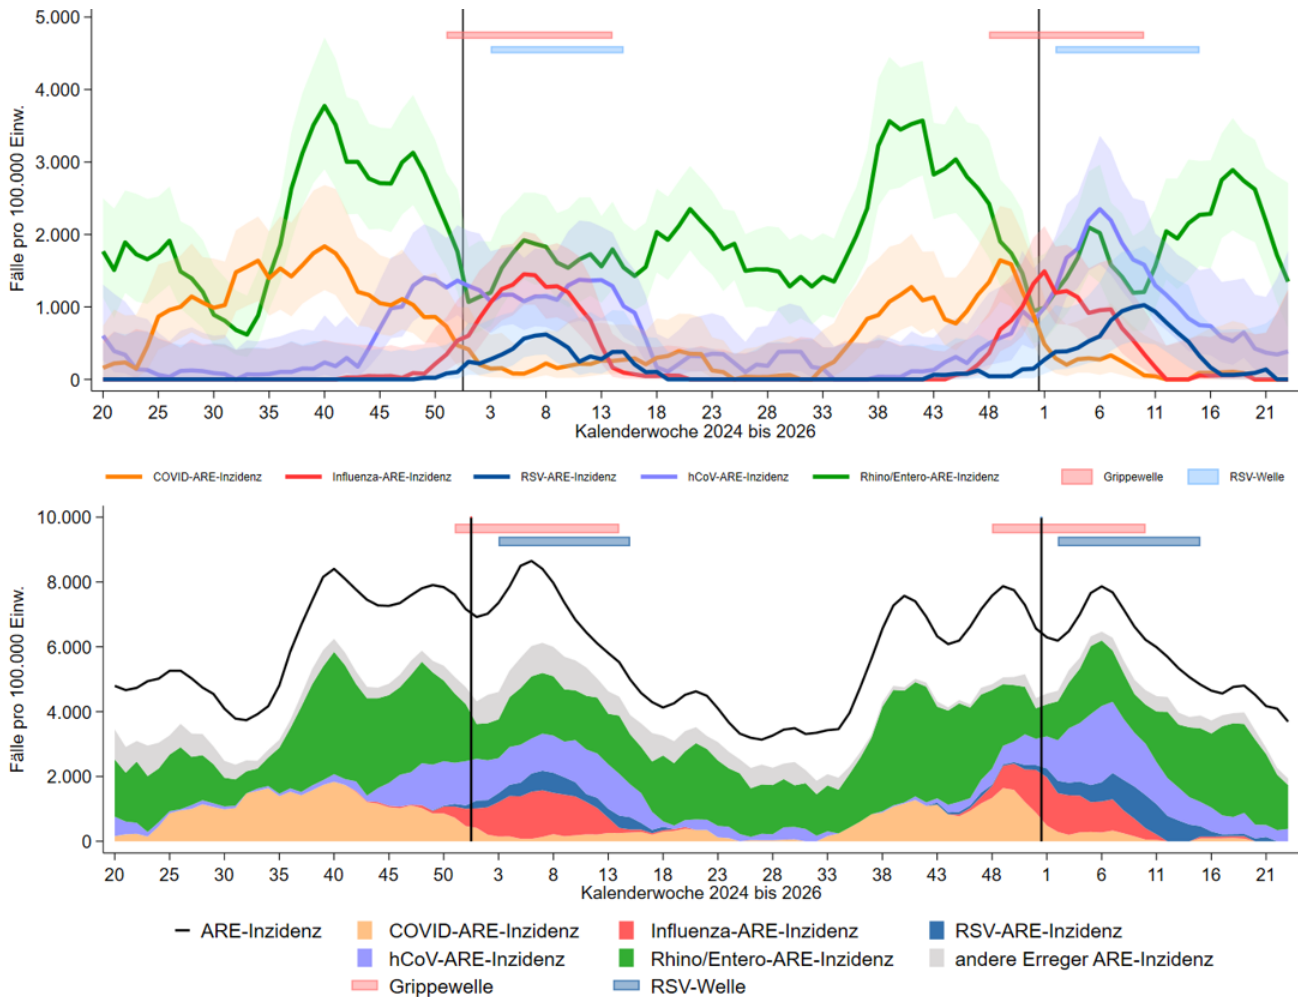 5.000
4.000
3.000
2.000
1.000
0
Fälle pro 100.000 Einw.
20 25 30 35 40 45 50 3 8 13 18 23 28 33 38 43 48 1 6 11 16 21
Kalenderwoche 2024 bis 2026
COVID-ARE-Inzidenz Influenza-ARE-Inzidenz RSV-ARE-Inzidenz hCoV-ARE-Inzidenz Rhino/Entero-ARE-Inzidenz Grippewelle RSV-Welle
10.000
8.000
6.000
4.000
2.000
0
Fälle pro 100.000 Einw.
20 25 30 35 40 45 50 3 8 13 18 23 28 33 38 43 48 1 6 11 16 21
Kalenderwoche 2024 bis 2026
ARE-Inzidenz COVID-ARE-Inzidenz Influenza-ARE-Inzidenz RSV-ARE-Inzidenz
hCoV-ARE-Inzidenz Rhino/Entero-ARE-Inzidenz andere Erreger ARE-Inzidenz
Grippewelle RSV-Welle